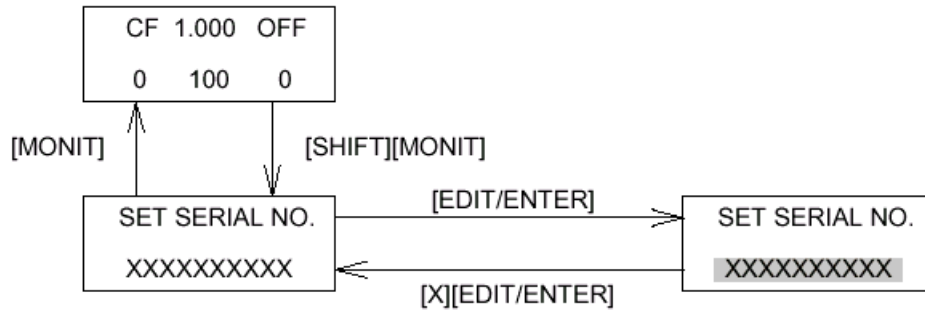 CF 1.000 OFF
0 100 0
[MONIT]
[SHIFT][MONIT]
[EDIT/ENTER]
SET SERIAL NO.
XXXXXXXXXX
SET SERIAL NO.
XXXXXXXXXX
[X][EDIT/ENTER]